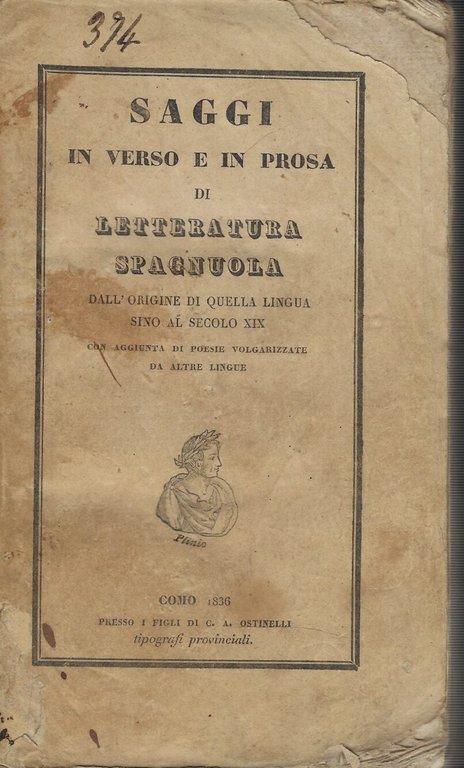 374
SAGGI
IN VERSO E IN PROSA
DI
LETTERATURA
SPAGNUOLA
DALL'ORIGINE DI QUELLA LINGUA
SINO AL SECOLO XIX
CON AGGIUNTA DI POESIE VOLGARIZZATE
DA ALTRE LINGUE
Plinio
COMO 1836
PRESSO I FIGLI DI C. A. OSTINELLI
tipografi provinciali.